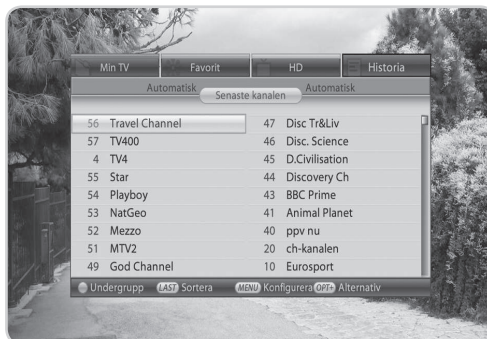 Min TV Favorit HD Historia
Automatisk Senaste kanalen Automatisk
56 Travel Channel
57 TV400
4 TV4
55 Star
54 Playboy
53 NatGeo
52 Mezzo
51 MTV2
49 God Channel
47 Disc Tr&Liv
46 Disc. Science
45 D.Civilisation
44 Discovery Ch
43 BBC Prime
41 Animal Planet
40 ppv nu
20 ch-kanalen
10 Eurosport
Undergrupp LAST Sortera MENU Konfigurera OPT+ Alternativ